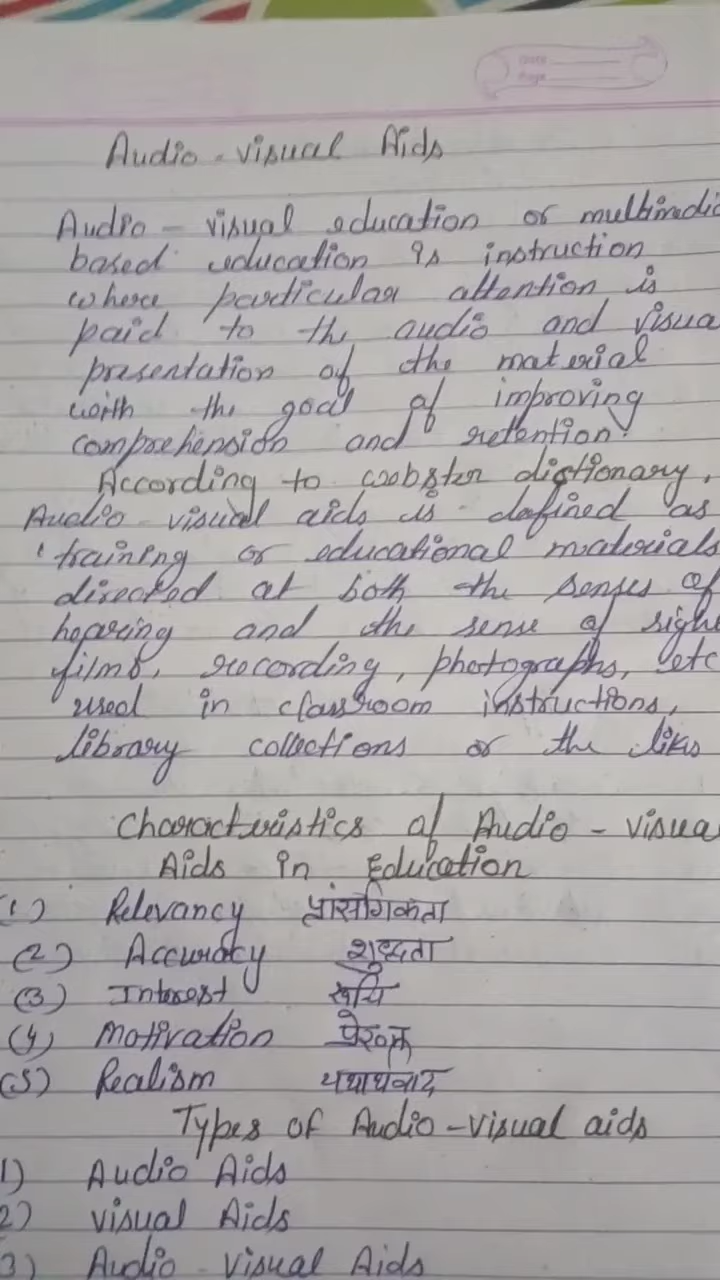 Date
Page
Audio - visual Aids
Audio - visual education or multimedia
based education is instruction
where particular attention is
paid to the audio and visua
presentation of the material
with the goal of improving
comprehension and retention.
According to webster dictionary,
Audio - visual aids is defined as
training or educational materials
directed at both the senses of
hearing and the sense of sight
films, recording, photographs, etc
used in classroom instructions,
library collections or the likes
Characteristics of Audio - visua
Aids in Education
(1) Relevancy प्रासंगिकता
(2) Accuracy शुद्धता
(3) Interest रूचि
(4) Motivation
(5) Realism यथार्थवाद
Types of Audio - visual aids
1) Audio Aids
2) visual Aids
3) Audio - Visual Aids